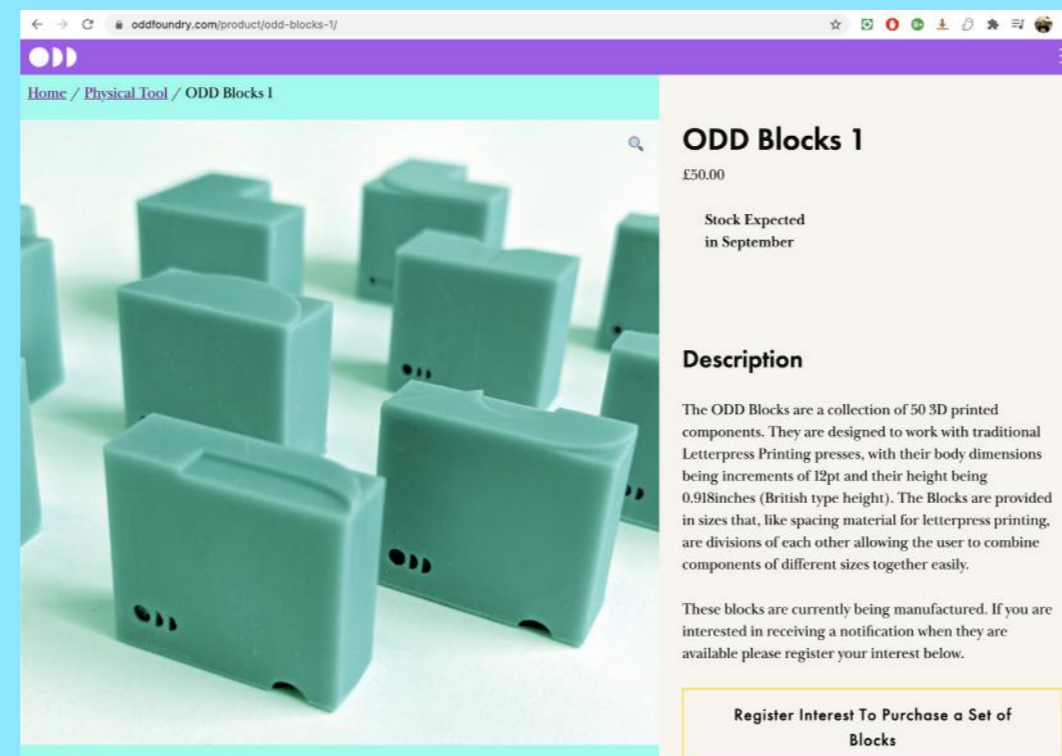 oddfoundry.com/product/odd-blocks-1/
ODD
Home / Physical Tool / ODD Blocks 1
ODD Blocks 1
£50.00
Stock Expected
in September
Description
The ODD Blocks are a collection of 50 3D printed
components. They are designed to work with traditional
Letterpress Printing presses, with their body dimensions
being increments of 12pt and their height being
0.918inches (British type height). The Blocks are provided
in sizes that, like spacing material for letterpress printing,
are divisions of each other allowing the user to combine
components of different sizes together easily.
These blocks are currently being manufactured. If you are
interested in receiving a notification when they are
available please register your interest below.
Register Interest To Purchase a Set of
Blocks
ODD
ODD